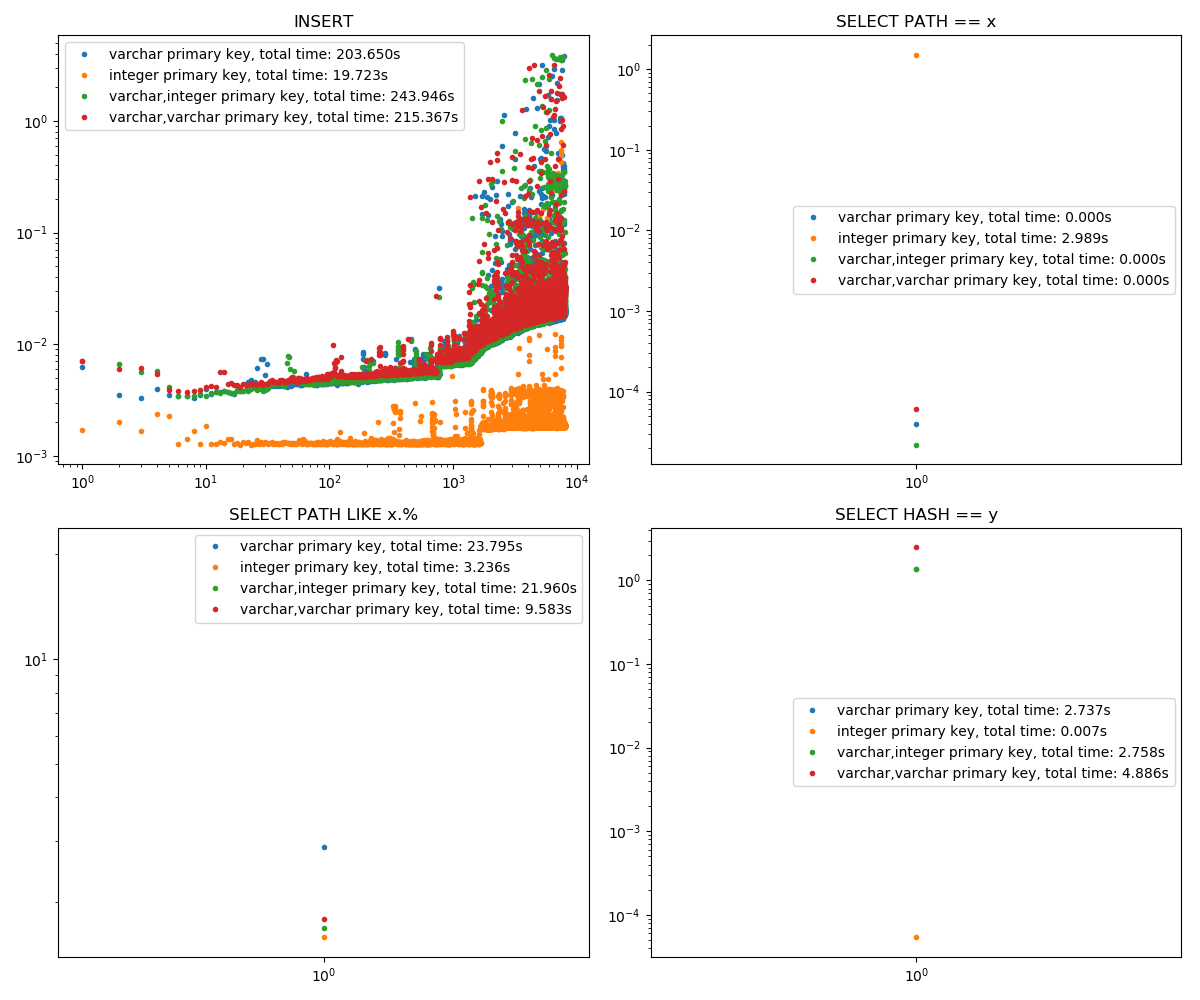 INSERT
varchar primary key, total time: 203.650s
integer primary key, total time: 19.723s
varchar,integer primary key, total time: 243.946s
varchar,varchar primary key, total time: 215.367s
10^0
10^-1
10^-2
10^-3
10^0 10^1 10^2 10^3 10^4
SELECT PATH == x
10^0
10^-1
10^-2
10^-3
10^-4
varchar primary key, total time: 0.000s
integer primary key, total time: 2.989s
varchar,integer primary key, total time: 0.000s
varchar,varchar primary key, total time: 0.000s
10^0
SELECT PATH LIKE x.%
varchar primary key, total time: 23.795s
integer primary key, total time: 3.236s
varchar,integer primary key, total time: 21.960s
varchar,varchar primary key, total time: 9.583s
10^1
10^0
SELECT HASH == y
10^0
10^-1
10^-2
10^-3
10^-4
varchar primary key, total time: 2.737s
integer primary key, total time: 0.007s
varchar,integer primary key, total time: 2.758s
varchar,varchar primary key, total time: 4.886s
10^0